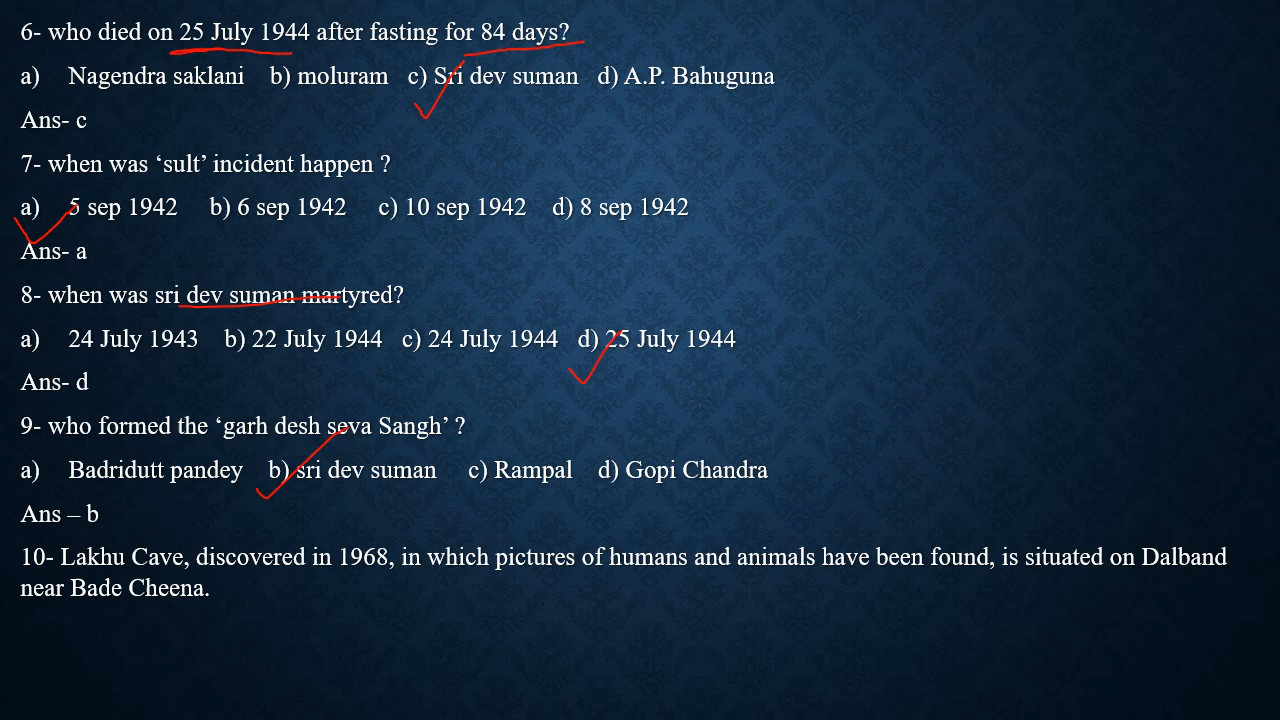 6- who died on 25 July 1944 after fasting for 84 days?
a) Nagendra saklani b) moluram c) Sri dev suman d) A.P. Bahuguna
Ans- c
7- when was ‘sult’ incident happen ?
a) 5 sep 1942 b) 6 sep 1942 c) 10 sep 1942 d) 8 sep 1942
Ans- a
8- when was sri dev suman martyred?
a) 24 July 1943 b) 22 July 1944 c) 24 July 1944 d) 25 July 1944
Ans- d
9- who formed the ‘garh desh seva Sangh’ ?
a) Badridutt pandey b) sri dev suman c) Rampal d) Gopi Chandra
Ans – b
10- Lakhu Cave, discovered in 1968, in which pictures of humans and animals have been found, is situated on Dalband
near Bade Cheena.